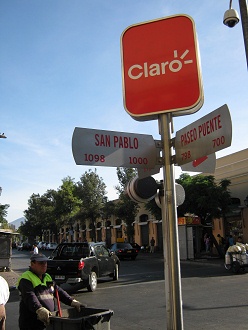 Claro
SAN PABLO
1098 1000
PASEO PUENTE
700